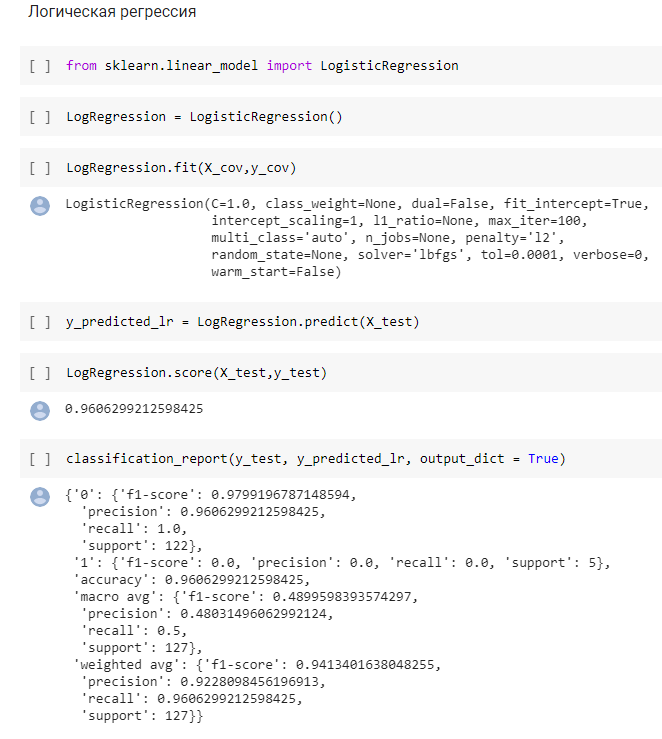 Логическая регрессия
[ ] from sklearn.linear_model import LogisticRegression
[ ] LogRegression = LogisticRegression()
[ ] LogRegression.fit(X_cov,y_cov)
LogisticRegression(C=1.0, class_weight=None, dual=False, fit_intercept=True,
intercept_scaling=1, l1_ratio=None, max_iter=100,
multi_class='auto', n_jobs=None, penalty='l2',
random_state=None, solver='lbfgs', tol=0.0001, verbose=0,
warm_start=False)
[ ] y_predicted_lr = LogRegression.predict(X_test)
[ ] LogRegression.score(X_test,y_test)
0.9606299212598425
[ ] classification_report(y_test, y_predicted_lr, output_dict = True)
{'0': {'f1-score': 0.9799196787148594,
'precision': 0.9606299212598425,
'recall': 1.0,
'support': 122},
'1': {'f1-score': 0.0, 'precision': 0.0, 'recall': 0.0, 'support': 5},
'accuracy': 0.9606299212598425,
'macro avg': {'f1-score': 0.4899598393574297,
'precision': 0.48031496062992124,
'recall': 0.5,
'support': 127},
'weighted avg': {'f1-score': 0.9413401638048255,
'precision': 0.9228098456196913,
'recall': 0.9606299212598425,
'support': 127}}